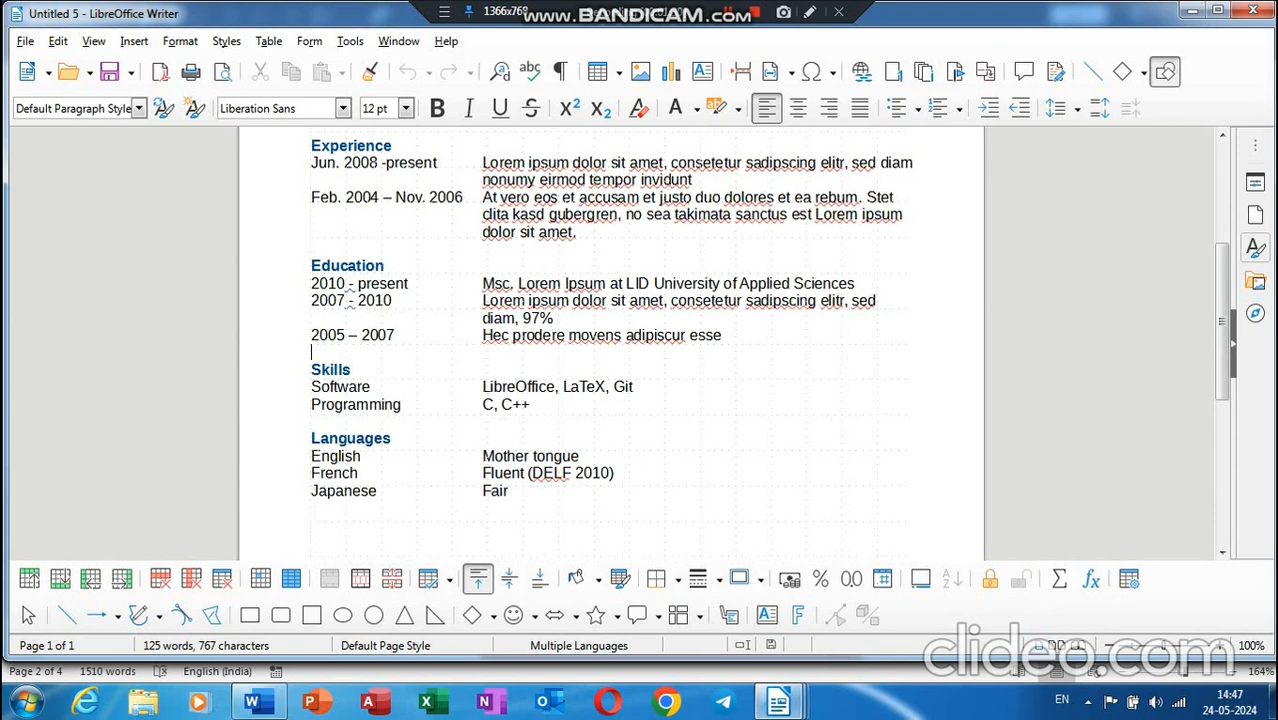 Untitled 5 - LibreOffice Writer
1366x768
www.BANDICAM.com
File Edit View Insert Format Styles Table Form Tools Window Help
Default Paragraph Style Liberation Sans 12 pt
Experience
Jun. 2008 -present Lorem ipsum dolor sit amet, consetetur sadipscing elitr, sed diam
nonumy eirmod tempor invidunt
Feb. 2004 – Nov. 2006 At vero eos et accusam et justo duo dolores et ea rebum. Stet
clita kasd gubergren, no sea takimata sanctus est Lorem ipsum
dolor sit amet.
Education
2010 - present Msc. Lorem Ipsum at LID University of Applied Sciences
2007 - 2010 Lorem ipsum dolor sit amet, consetetur sadipscing elitr, sed
diam, 97%
2005 – 2007 Hec prodere movens adipiscur esse
Skills
Software LibreOffice, LaTeX, Git
Programming C, C++
Languages
English Mother tongue
French Fluent (DELF 2010)
Japanese Fair
Page 1 of 1 125 words, 767 characters Default Page Style Multiple Languages 100%
clideo.com
Page 2 of 4 1510 words English (India) 164%
EN 14:47
24-05-2024